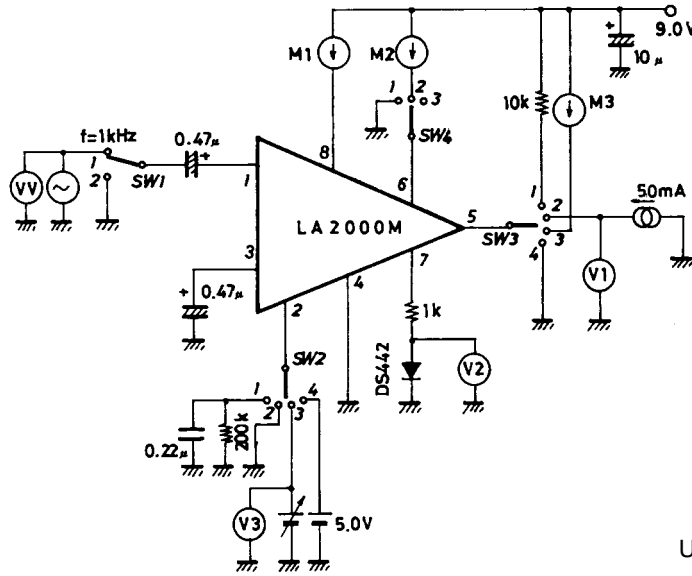 9.0V
M1
M2
10μ
+
1
2
3
10k
M3
f=1kHz
0.47μ
+
SW4
1
2
VV
~
SW1
8
6
1
1
2
50mA
LA2000M
5
SW3
3
4
3
7
+
0.47μ
4
2
1k
V1
SW2
DS442
V2
1
2
3
4
0.22μ
200k
V3
5.0V
U